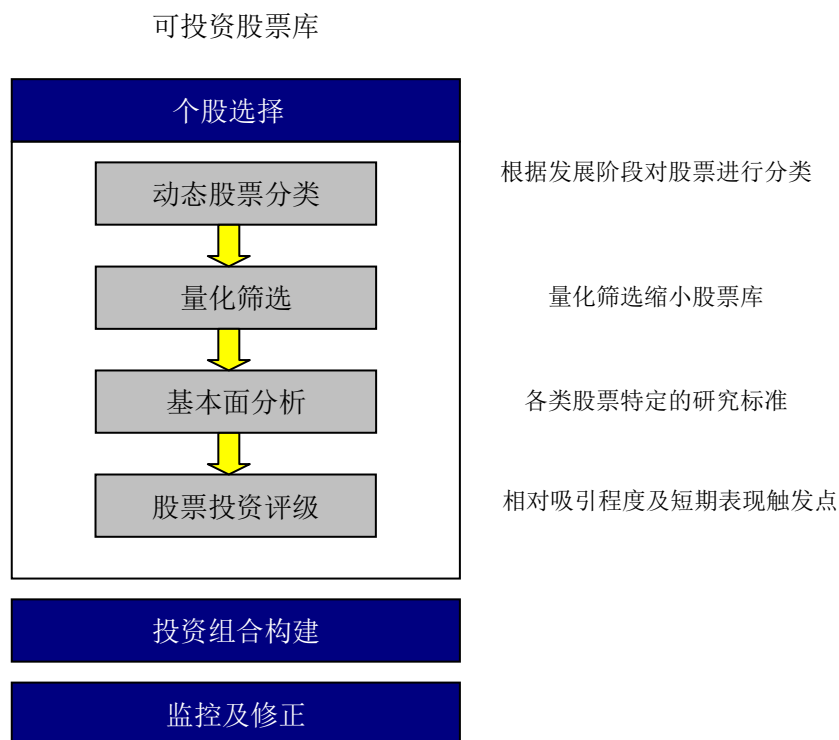 可投资股票库
个股选择
动态股票分类
根据发展阶段对股票进行分类
量化筛选
量化筛选缩小股票库
基本面分析
各类股票特定的研究标准
股票投资评级
相对吸引程度及短期表现触发点
投资组合构建
监控及修正